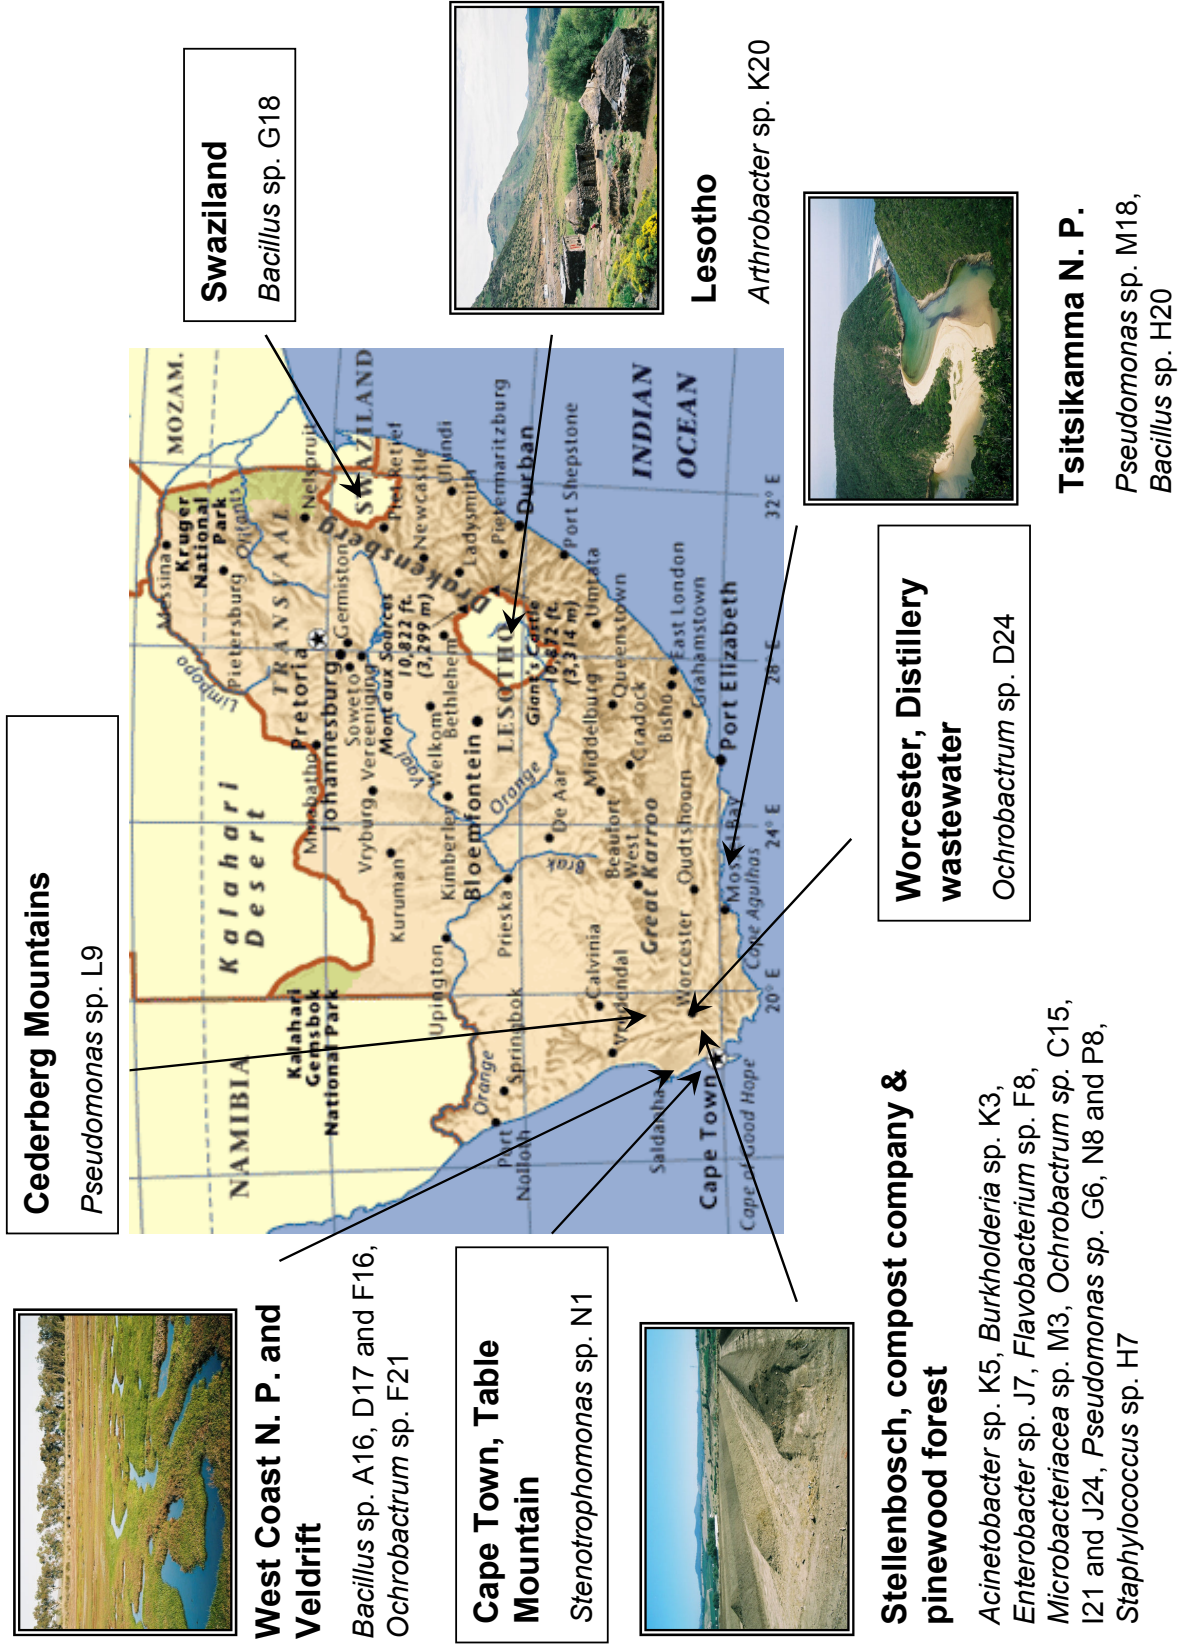 West Coast N. P. and
Veldrift
Bacillus sp. A16, D17 and F16,
Ochrobactrum sp. F21
Cape Town, Table
Mountain
Stenotrophomonas sp. N1
Stellenbosch, compost company &
pinewood forest
Acinetobacter sp. K5, Burkholderia sp. K3,
Enterobacter sp. J7, Flavobacterium sp. F8,
Microbacteriacea sp. M3, Ochrobactrum sp. C15,
I21 and J24, Pseudomonas sp. G6, N8 and P8,
Staphylococcus sp. H7
Cederberg Mountains
Pseudomonas sp. L9
Worcester, Distillery
wastewater
Ochrobactrum sp. D24
Swaziland
Bacillus sp. G18
Lesotho
Arthrobacter sp. K20
Tsitsikamma N. P.
Pseudomonas sp. M18,
Bacillus sp. H20
NAMIBIA
Kalahari
Desert
Kalahari
Gemsbok
National Park
MOZAM.
Messina
Kruger
National
Park
Limpopo
Pietersburg
Olifants
TRANSVAAL
Nelspruit
Pretoria
Mmabatho
Johannesburg
Germiston
SWAZILAND
Soweto
Vereeniging
Piet Retief
Vryburg
Mont aux Sources
10,822 ft.
(3,299 m)
Drakensberg
Newcastle
Kuruman
Vaal
Welkom
Bethlehem
Ladysmith
Ulundi
Upington
Kimberley
Bloemfontein
Orange
Springbok
Port
Nolloth
Prieska
Orange
LESOTHO
Giant's Castle
10,872 ft.
(3,314 m)
Pietermaritzburg
Durban
Brak
De Aar
Port Shepstone
Calvinia
Vredendal
Middelburg
Umtata
Beaufort
West
Great Karroo
Cradock
Queenstown
INDIAN
OCEAN
Saldanha
Worcester
Oudtshoorn
Bisho
East London
Grahamstown
Cape Town
Mossel Bay
Port Elizabeth
Cape of Good Hope
Cape Agulhas
20° E
24° E
28° E
32° E